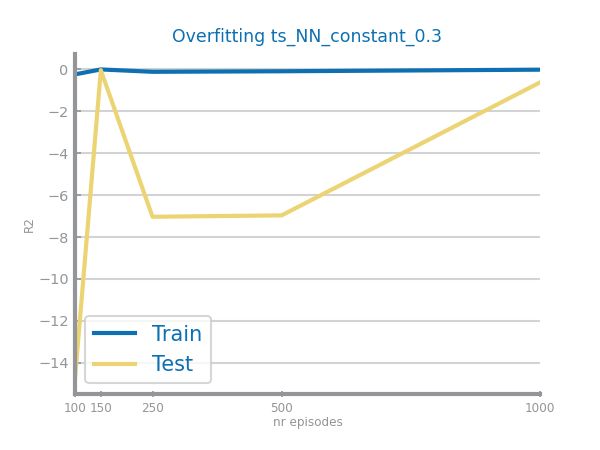 Overfitting ts_NN_constant_0.3
R2
0
−2
−4
−6
−8
−10
−12
−14
Train
Test
100 150 250 500 1000
nr episodes